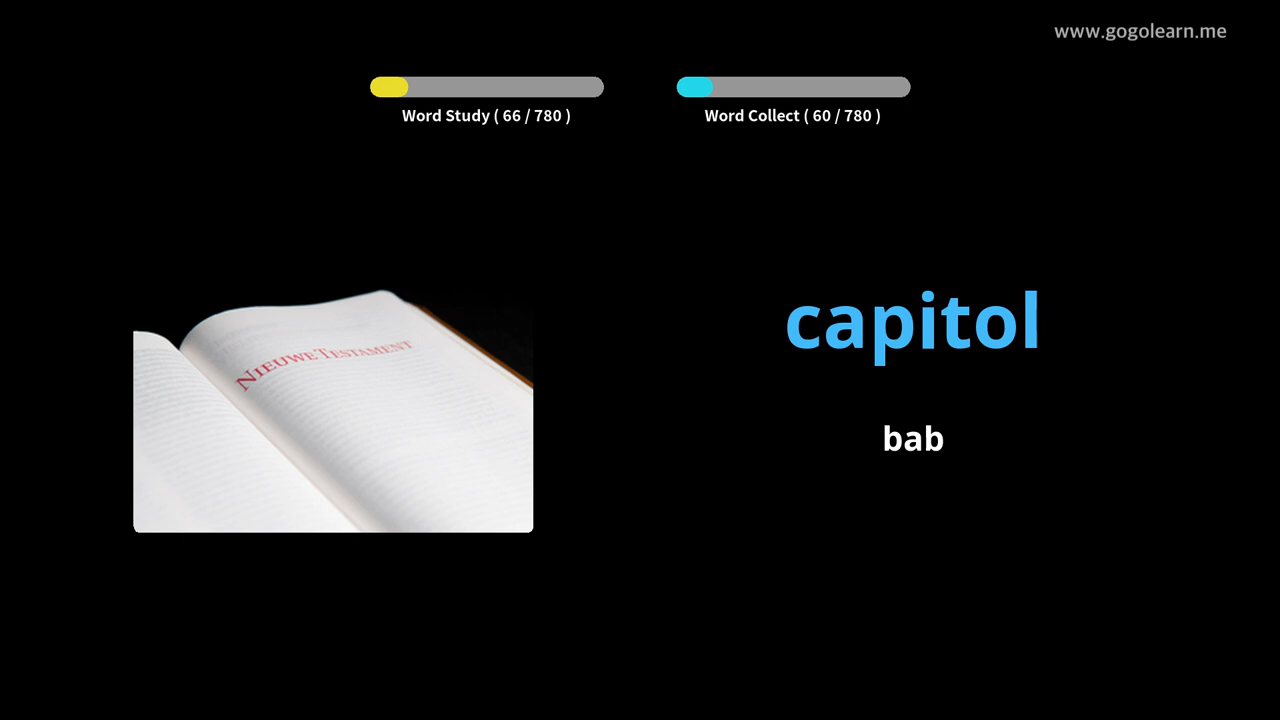 www.gogolearn.me
Word Study ( 66 / 780 )
Word Collect ( 60 / 780 )
NIEUWE TESTAMENT
capitol
bab